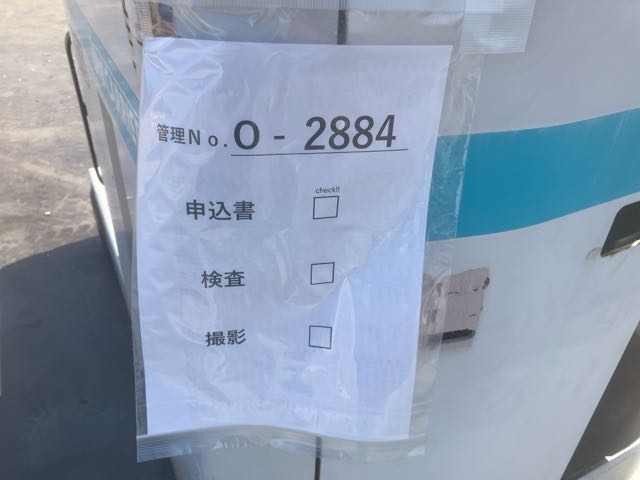 管理No.O - 2884
check!!
申込書 □
検査 □
撮影 □